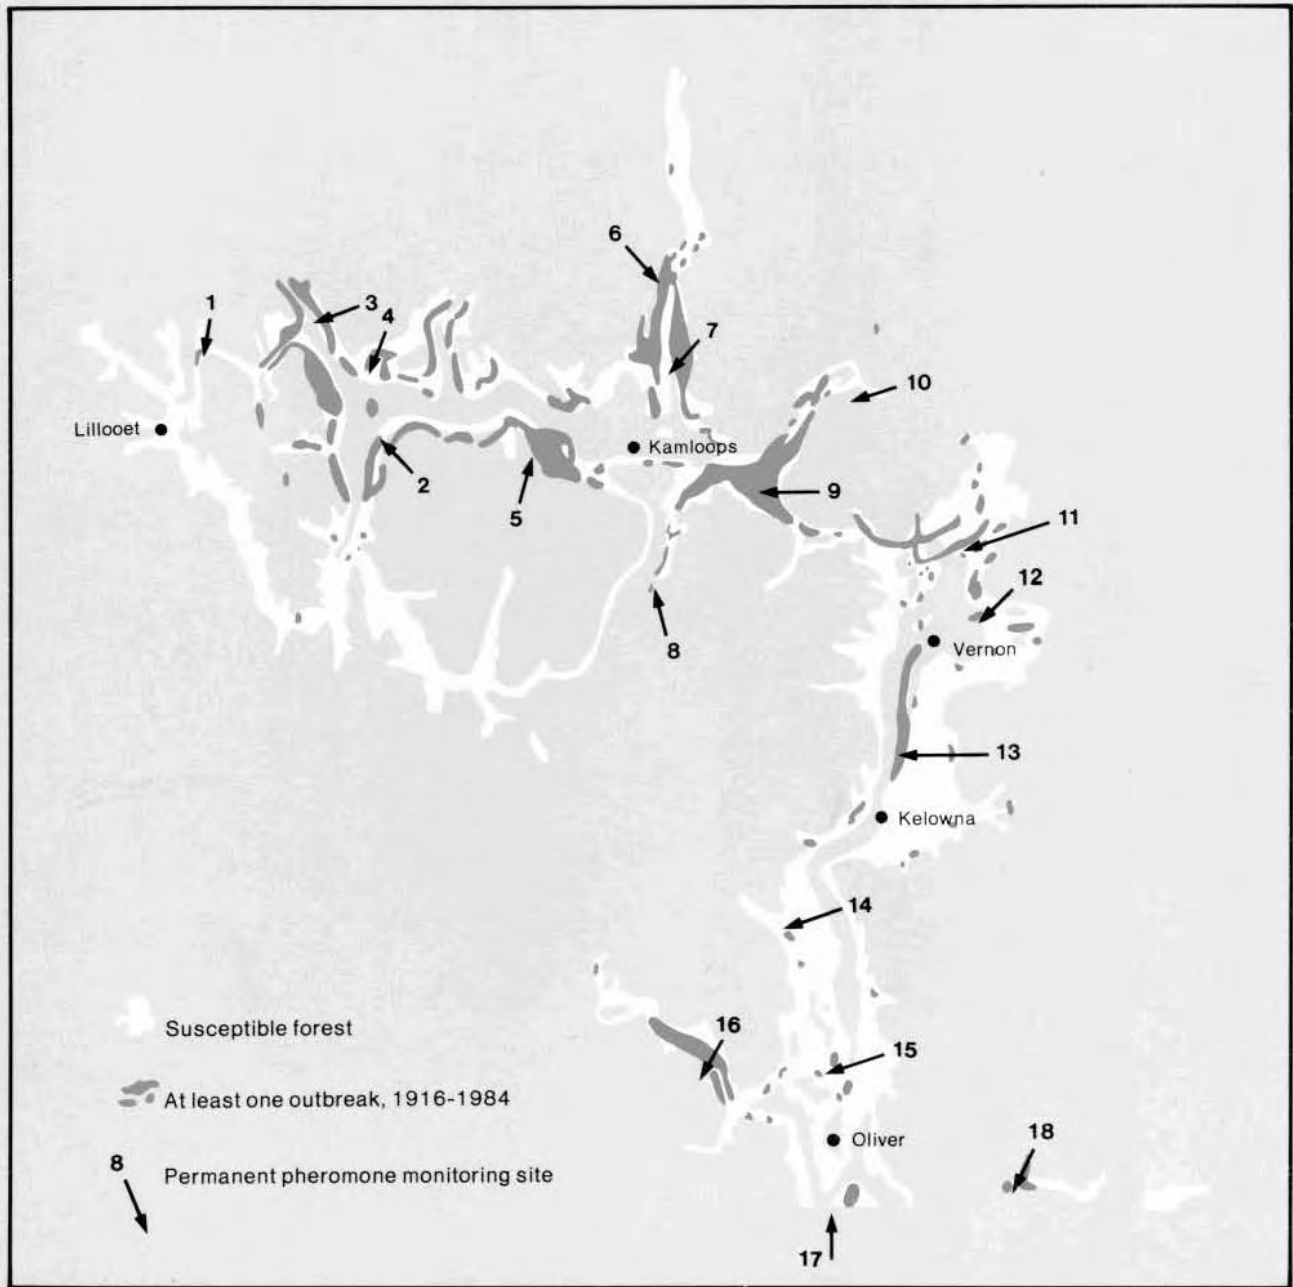 6
1
3
4
7
10
Lillooet
Kamloops
2
5
9
11
12
8
Vernon
13
Kelowna
14
Susceptible forest
16
15
At least one outbreak, 1916-1984
Oliver
18
8
Permanent pheromone monitoring site
17